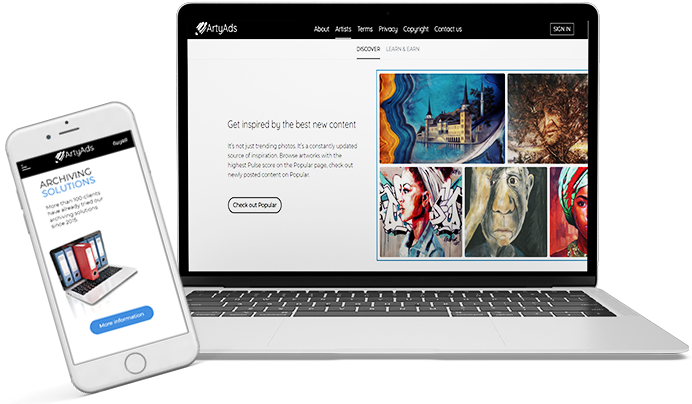 ArtyAds
About Artists Terms Privacy Copyright Contact us
SIGN IN
DISCOVER LEARN & EARN
Get inspired by the best new content
It's not just trending photos. It's a constantly updated
source of inspiration. Browse artworks with the
highest Pulse score on the Popular page, check out
newly posted content on Popular.
Check out Popular
ArtyAds
ARCHIVING
SOLUTIONS
More than 100 clients
have already tried our
archiving solutions
since 2015.
More information